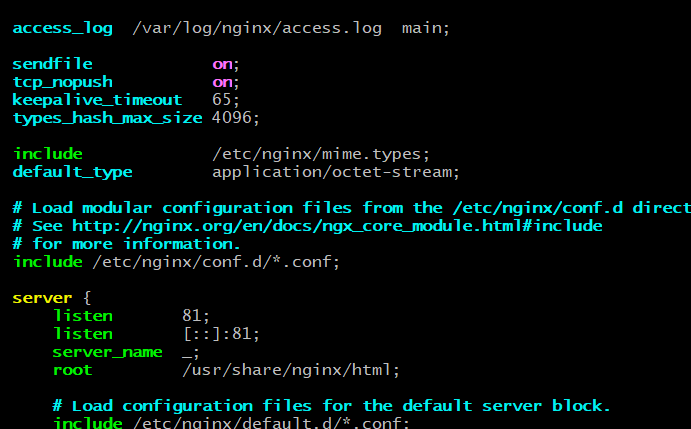 access_log  /var/log/nginx/access.log  main;
sendfile            on;
tcp_nopush          on;
keepalive_timeout   65;
types_hash_max_size 4096;
include             /etc/nginx/mime.types;
default_type        application/octet-stream;
# Load modular configuration files from the /etc/nginx/conf.d direct
# See http://nginx.org/en/docs/ngx_core_module.html#include
# for more information.
include /etc/nginx/conf.d/*.conf;
server {
    listen       81;
    listen       [::]:81;
    server_name  _;
    root         /usr/share/nginx/html;
    # Load configuration files for the default server block.
    include /etc/nginx/default.d/*.conf;